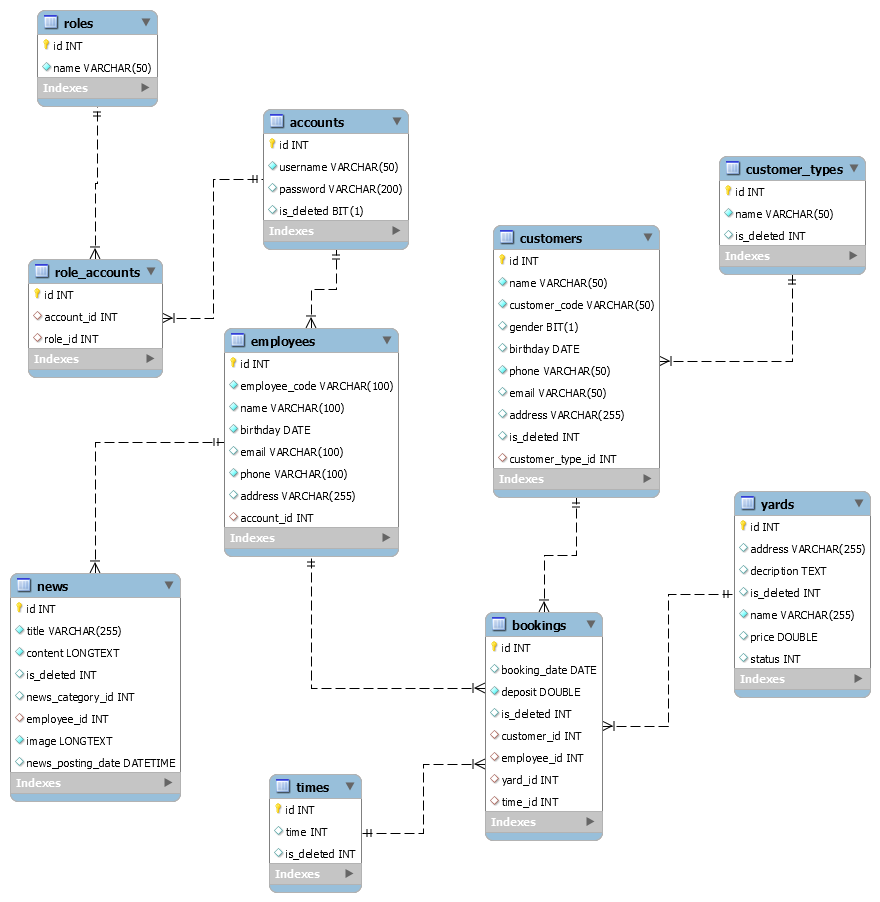 roles
id INT
name VARCHAR(50)
Indexes
accounts
id INT
username VARCHAR(50)
password VARCHAR(200)
is_deleted BIT(1)
Indexes
customer_types
id INT
name VARCHAR(50)
is_deleted INT
Indexes
customers
id INT
name VARCHAR(50)
customer_code VARCHAR(50)
gender BIT(1)
birthday DATE
phone VARCHAR(50)
email VARCHAR(50)
address VARCHAR(255)
is_deleted INT
customer_type_id INT
Indexes
role_accounts
id INT
account_id INT
role_id INT
Indexes
employees
id INT
employee_code VARCHAR(100)
name VARCHAR(100)
birthday DATE
email VARCHAR(100)
phone VARCHAR(100)
address VARCHAR(255)
account_id INT
Indexes
yards
id INT
address VARCHAR(255)
decription TEXT
is_deleted INT
name VARCHAR(255)
price DOUBLE
status INT
Indexes
news
id INT
title VARCHAR(255)
content LONGTEXT
is_deleted INT
news_category_id INT
employee_id INT
image LONGTEXT
news_posting_date DATETIME
Indexes
bookings
id INT
booking_date DATE
deposit DOUBLE
is_deleted INT
customer_id INT
employee_id INT
yard_id INT
time_id INT
Indexes
times
id INT
time INT
is_deleted INT
Indexes